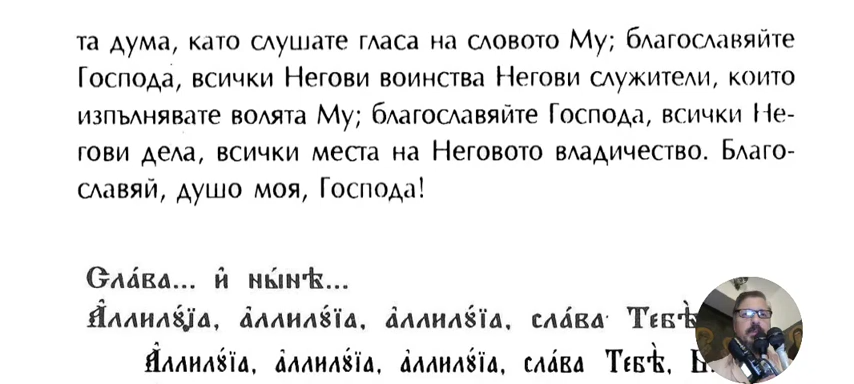 та дума, като слушате гласа на словото Му; благославяйте
Господа, всички Негови воинства Негови служители, които
изпълнявате волята Му; благославяйте Господа, всички Не-
гови дела, всички места на Неговото владичество. Благо-
славяй, душо моя, Господа!
Сла́ва... и҆ ны́нѣ...
А҆ллилꙋ́їа, а҆ллилꙋ́їа, а҆ллилꙋ́їа, сла́ва Тебѣ̀
А҆ллилꙋ́їа, а҆ллилꙋ́їа, а҆ллилꙋ́їа, сла́ва Тебѣ̀,